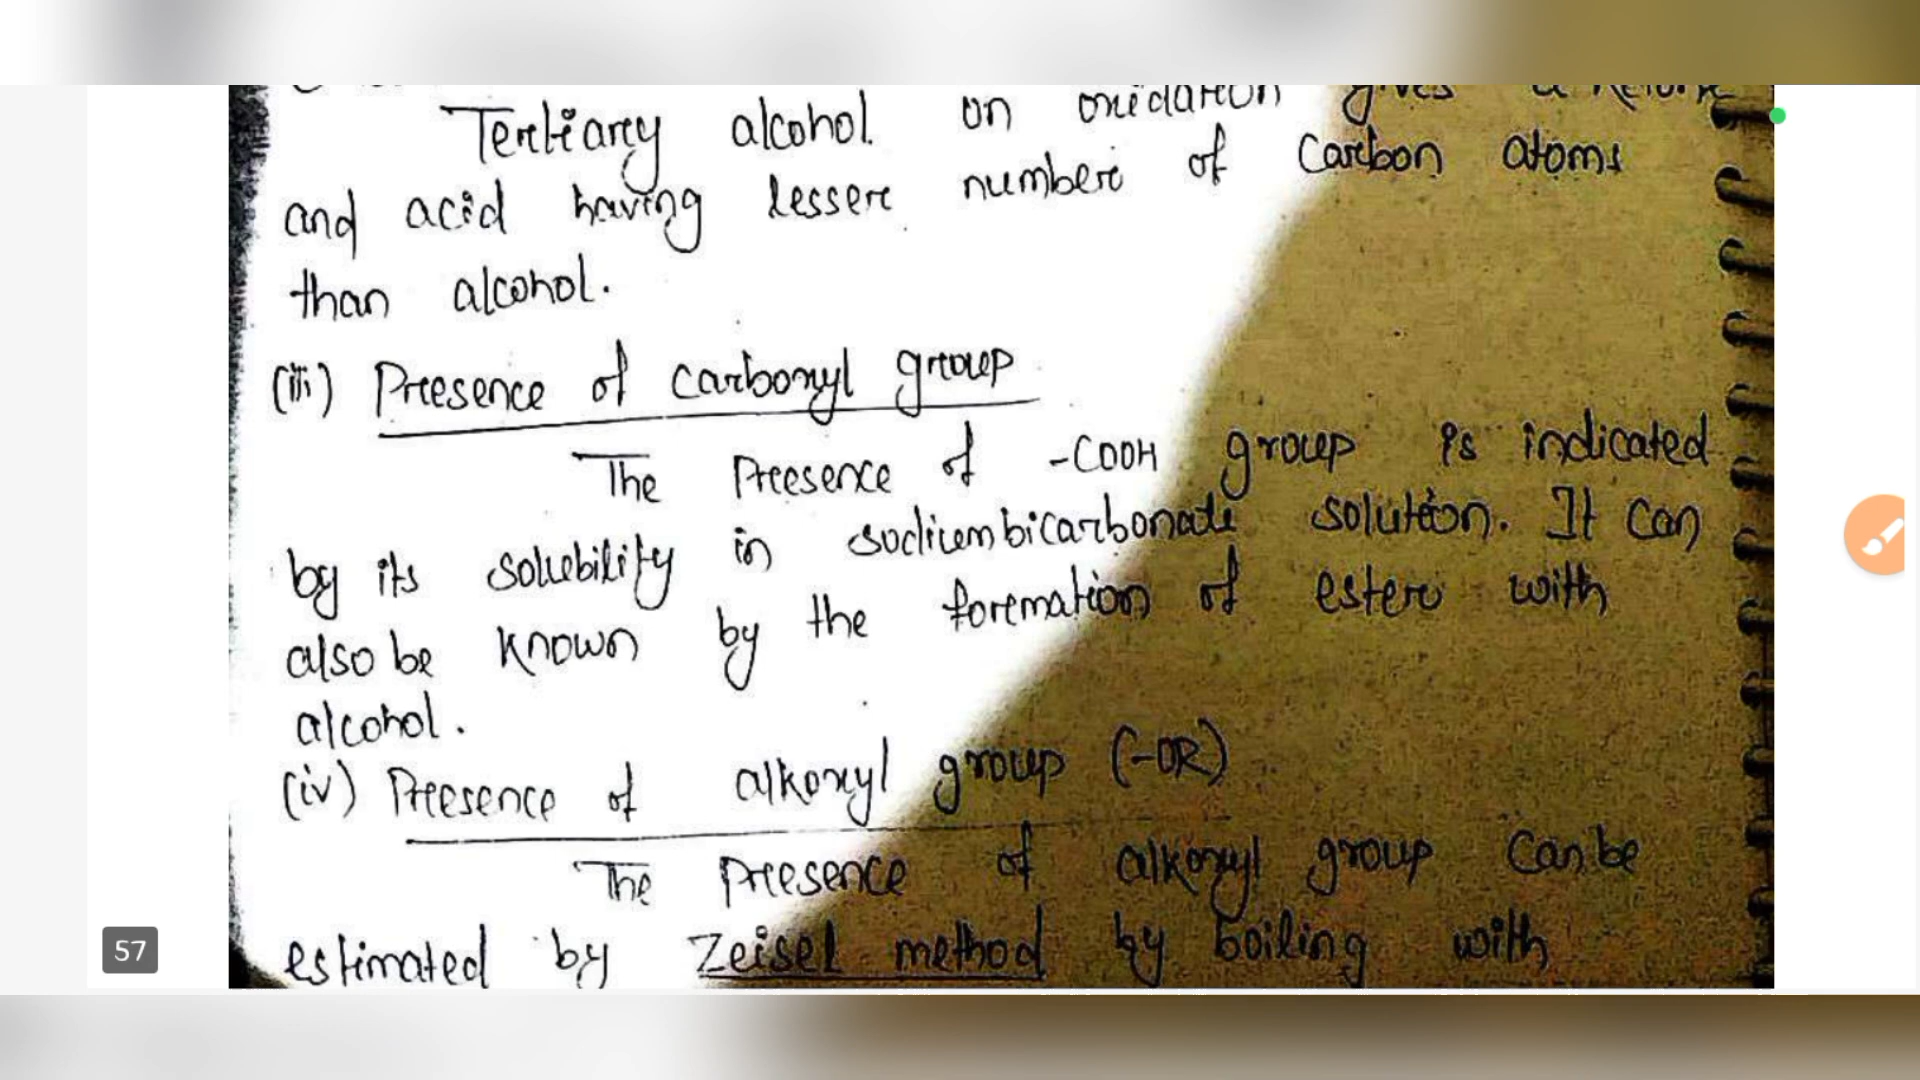 Tertiary alcohol on oxidation gives a ketone
and acid having lesser number of Carbon atoms
than alcohol.
(iii) Presence of carbonyl group
The Presence of -COOH group is indicated
by its solubility in sodiumbicarbonate solution. It can
also be known by the formation of ester with
alcohol.
(iv) Presence of alkoxyl group (-OR)
The Presence of alkoxyl group can be
estimated by Zeisel method by boiling with
57